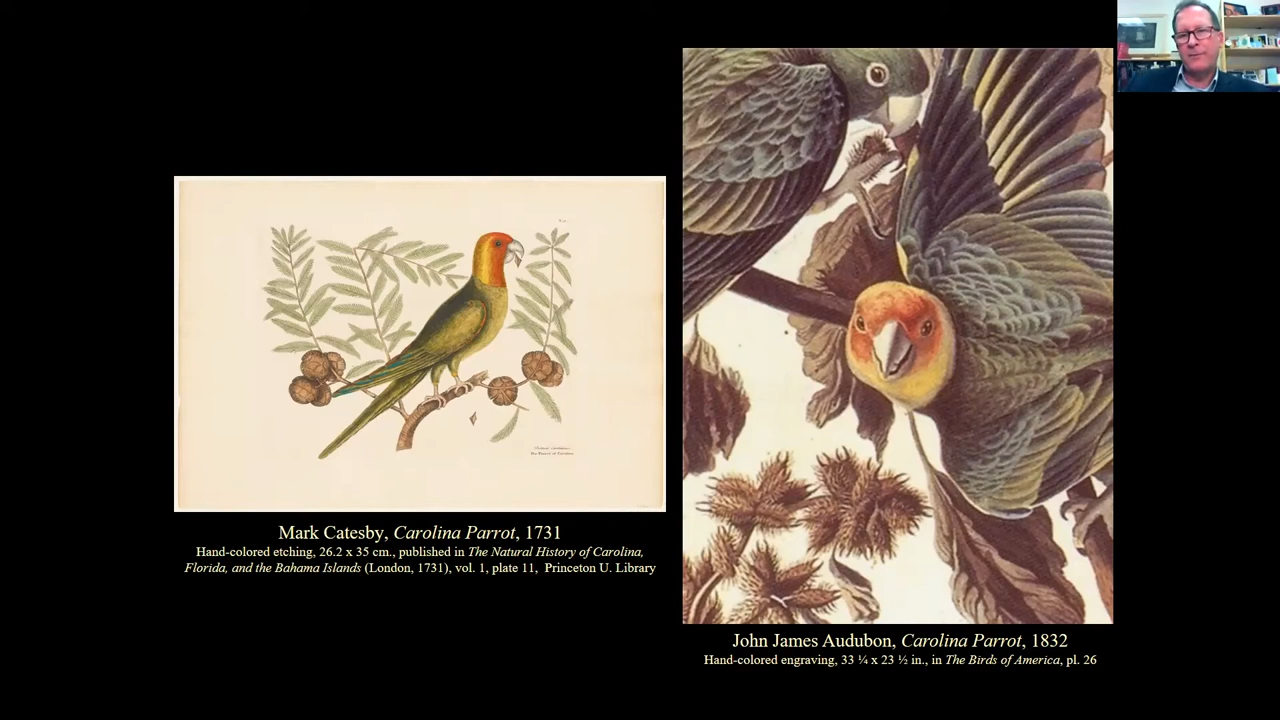 Mark Catesby, Carolina Parrot, 1731
Hand-colored etching, 26.2 x 35 cm., published in The Natural History of Carolina,
Florida, and the Bahama Islands (London, 1731), vol. 1, plate 11, Princeton U. Library
John James Audubon, Carolina Parrot, 1832
Hand-colored engraving, 33 ¼ x 23 ½ in., in The Birds of America, pl. 26